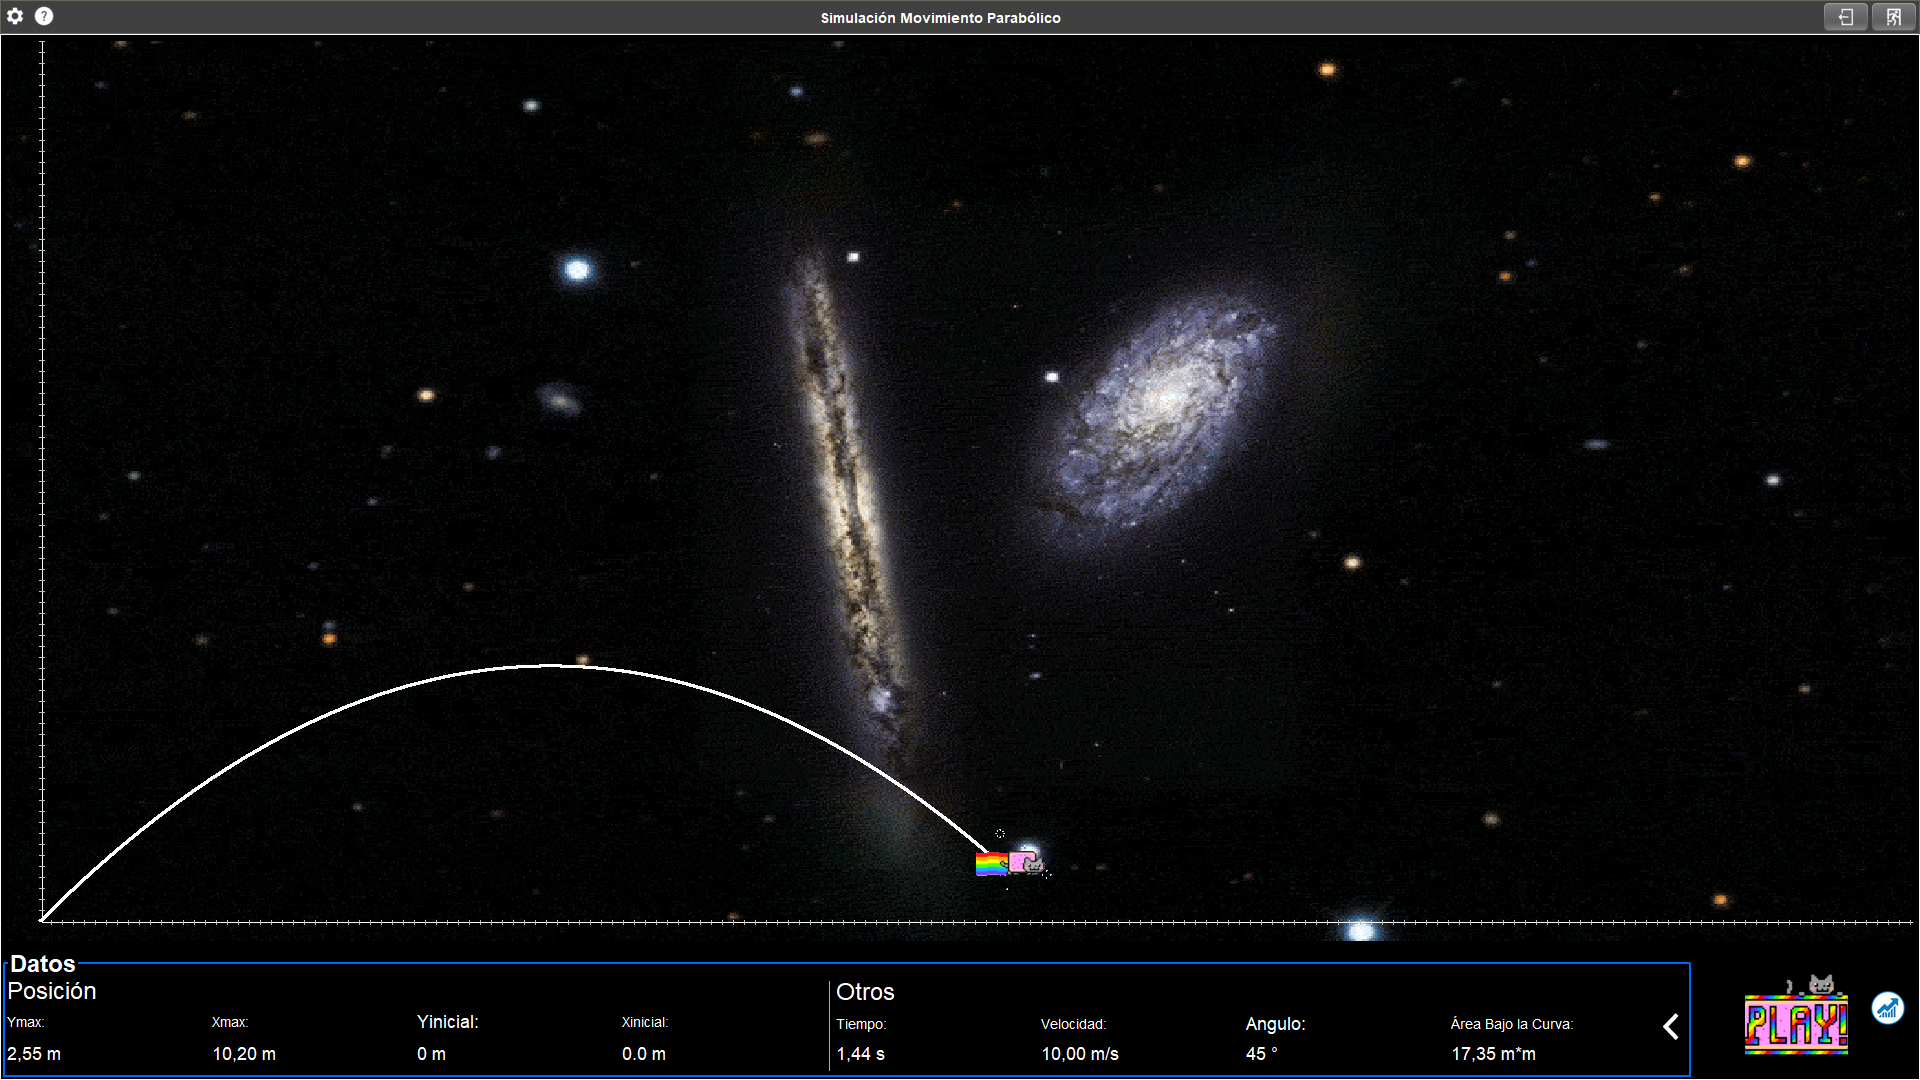 Simulación Movimiento Parabólico
Datos
Posición
Ymax: Xmax: Yinicial: Xinicial:
2,55 m 10,20 m 0 m 0.0 m
Otros
Tiempo: Velocidad: Angulo: Área Bajo la Curva:
1,44 s 10,00 m/s 45 ° 17,35 m*m
PLAY!